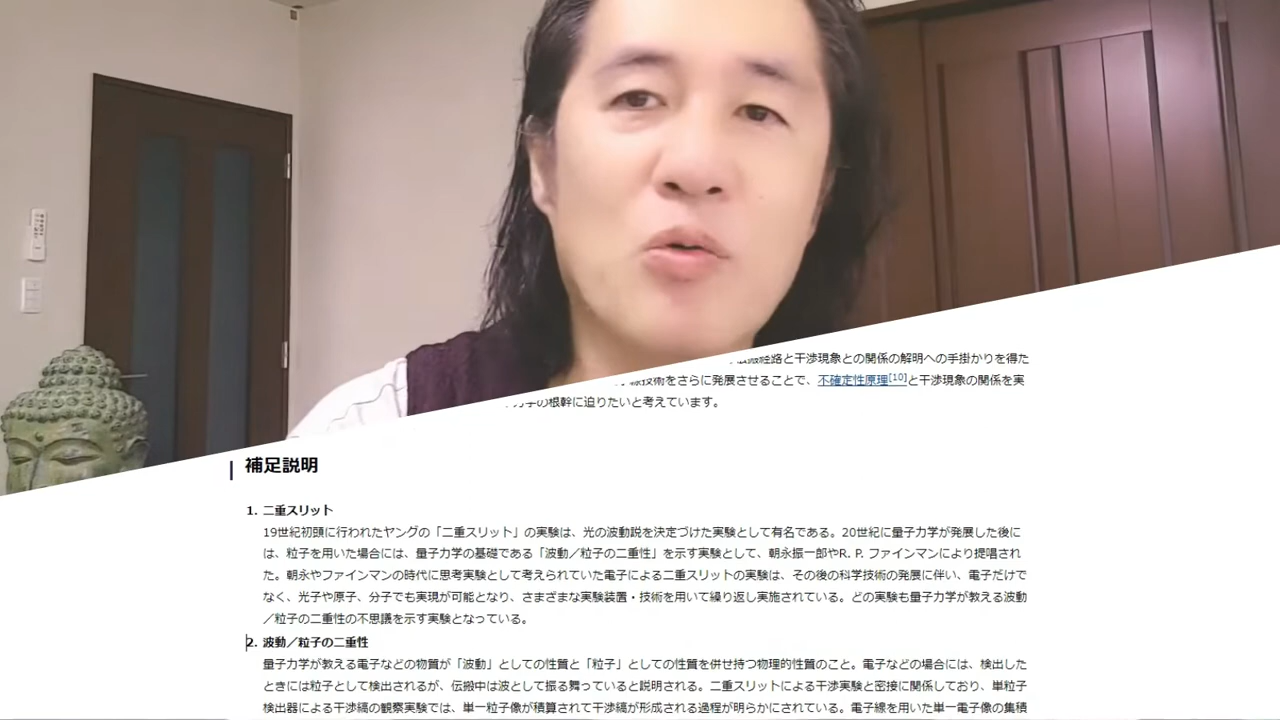 経路と干渉現象との関係の解明への手掛かりを得た
線技術をさらに発展させることで、不確定性原理[10]と干渉現象の関係を実
力学の根幹に迫りたいと考えています。
補足説明
1. 二重スリット
19世紀初頭に行われたヤングの「二重スリット」の実験は、光の波動説を決定づけた実験として有名である。20世紀に量子力学が発展した後に
は、粒子を用いた場合には、量子力学の基礎である「波動／粒子の二重性」を示す実験として、朝永振一郎やR. P. ファインマンにより提唱され
た。朝永やファインマンの時代に思考実験として考えられていた電子による二重スリットの実験は、その後の科学技術の発展に伴い、電子だけで
なく、光子や原子、分子でも実現が可能となり、さまざまな実験装置・技術を用いて繰り返し実施されている。どの実験も量子力学が教える波動
／粒子の二重性の不思議を示す実験となっている。
2. 波動／粒子の二重性
量子力学が教える電子などの物質が「波動」としての性質と「粒子」としての性質を併せ持つ物理的性質のこと。電子などの場合には、検出した
ときには粒子として検出されるが、伝搬中は波として振る舞っていると説明される。二重スリットによる干渉実験と密接に関係しており、単粒子
検出器による干渉縞の観察実験では、単一粒子像が積算されて干渉縞が形成される過程が明らかにされている。電子線を用いた単一電子像の集積